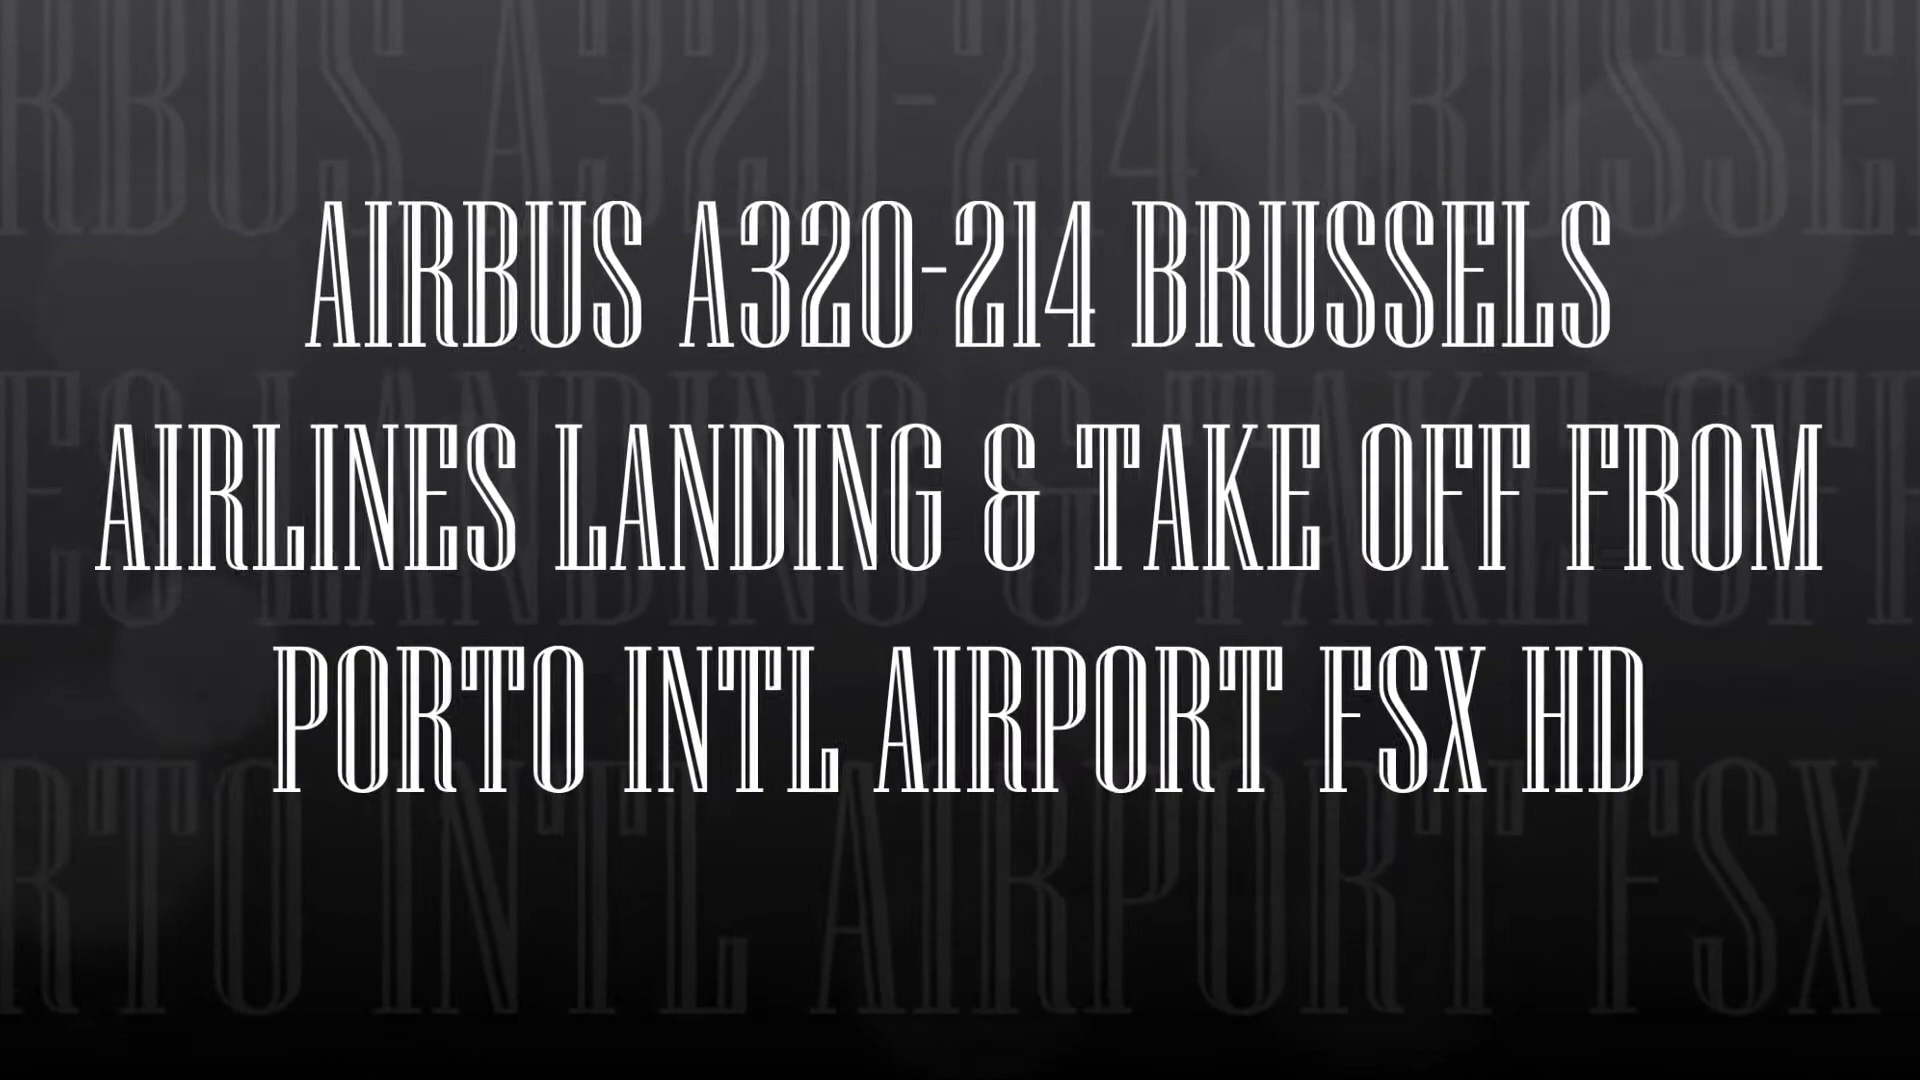 AIRBUS A320-214 BRUSSELS
AIRLINES LANDING & TAKE OFF FROM
PORTO INTL AIRPORT FSX HD